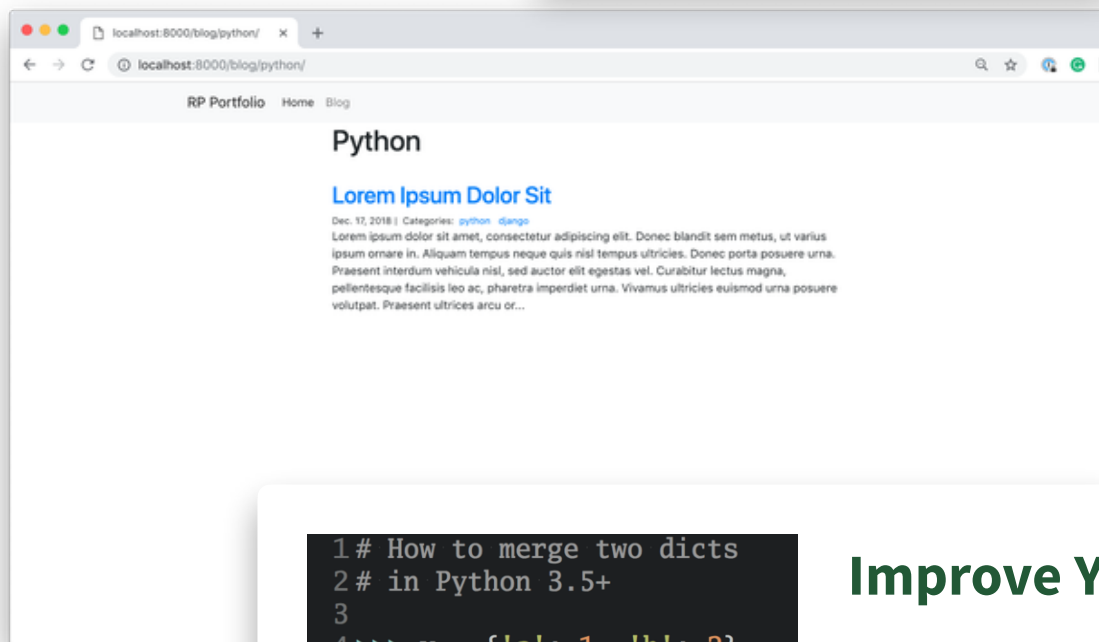 localhost:8000/blog/python/
localhost:8000/blog/python/
RP Portfolio Home Blog
Python
Lorem Ipsum Dolor Sit
Dec. 17, 2018 | Categories: python django
Lorem ipsum dolor sit amet, consectetur adipiscing elit. Donec blandit sem metus, ut varius
ipsum ornare in. Aliquam tempus neque quis nisl tempus ultricies. Donec porta posuere urna.
Praesent interdum vehicula nisl, sed auctor elit egestas vel. Curabitur lectus magna,
pellentesque facilisis leo ac, pharetra imperdiet urna. Vivamus ultricies euismod urna posuere
volutpat. Praesent ultrices arcu or...
1 # How to merge two dicts
2 # in Python 3.5+
3
Improve Y